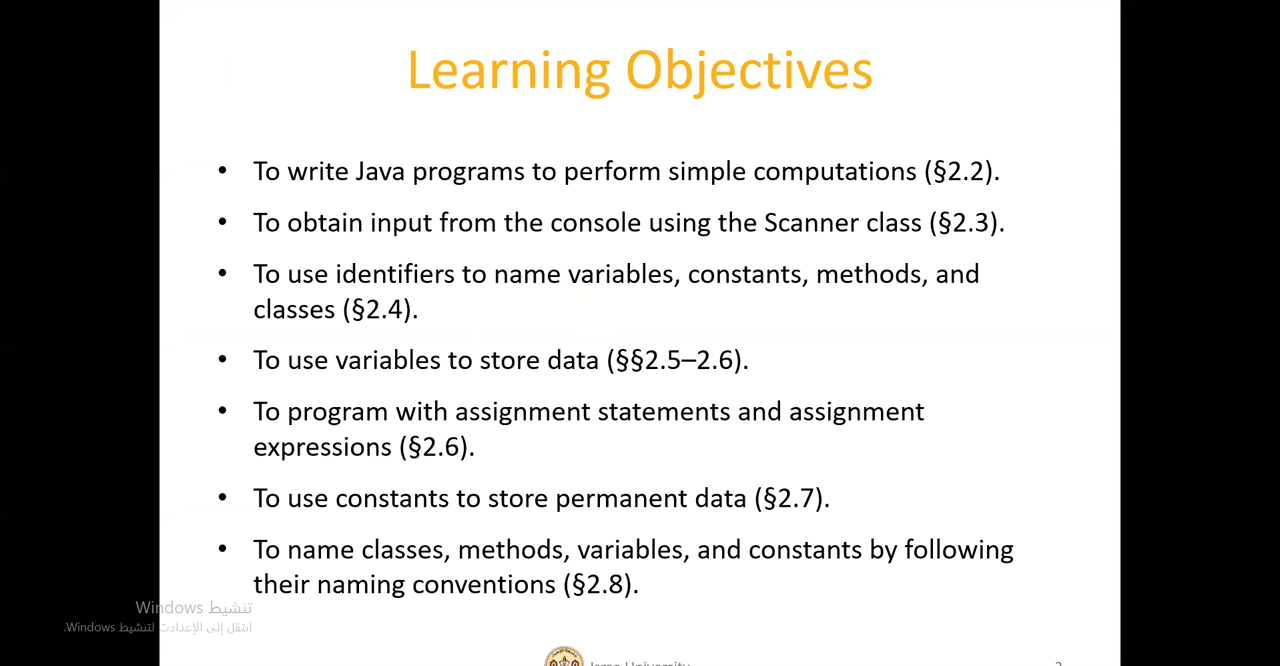 Learning Objectives
• To write Java programs to perform simple computations (§2.2).
• To obtain input from the console using the Scanner class (§2.3).
• To use identifiers to name variables, constants, methods, and
classes (§2.4).
• To use variables to store data (§§2.5–2.6).
• To program with assignment statements and assignment
expressions (§2.6).
• To use constants to store permanent data (§2.7).
• To name classes, methods, variables, and constants by following
their naming conventions (§2.8).
تنشيط Windows
انتقل إلى الإعدادات لتنشيط Windows.
University